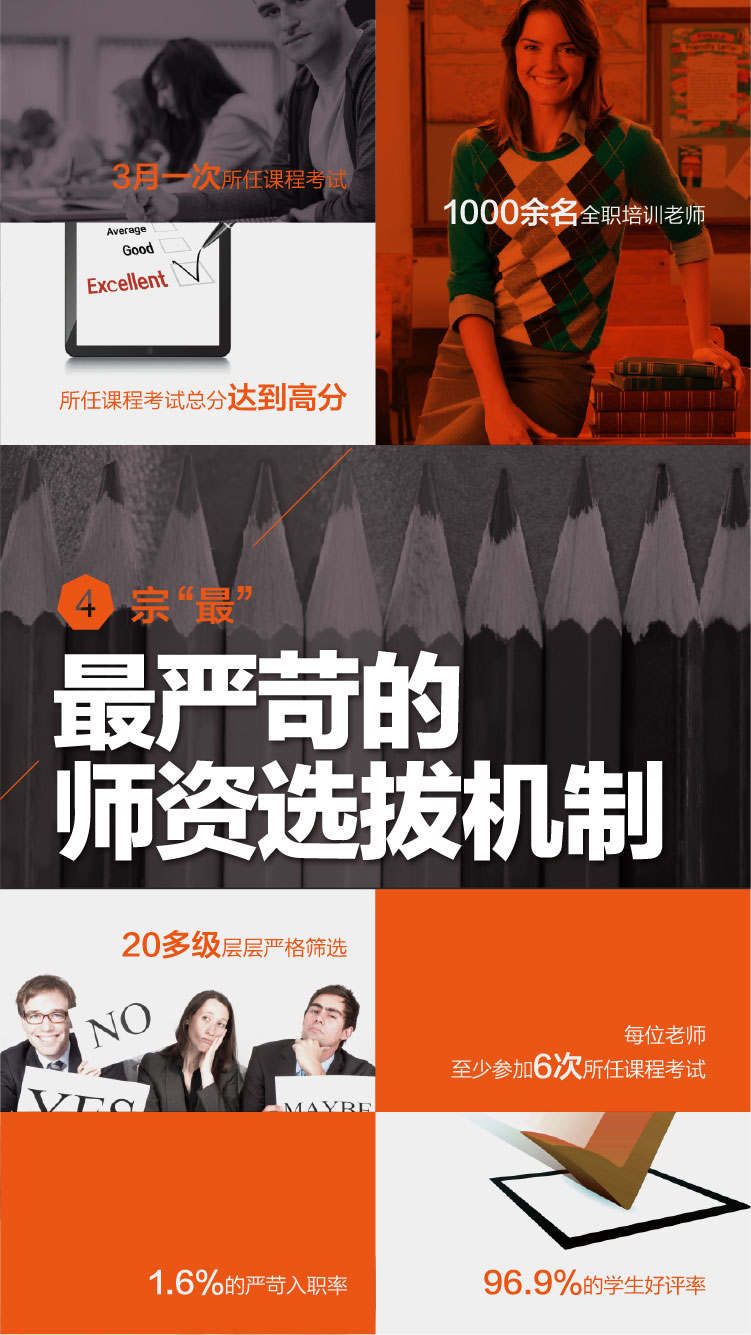 3月一次所任课程考试
1000余名全职培训老师
Average
Good
Excellent
所任课程考试总分达到高分
4
宗“最”
最严苛的
师资选拔机制
20多级层层严格筛选
NO
YES
MAYBE
每位老师
至少参加6次所任课程考试
1.6%的严苛入职率
96.9%的学生好评率